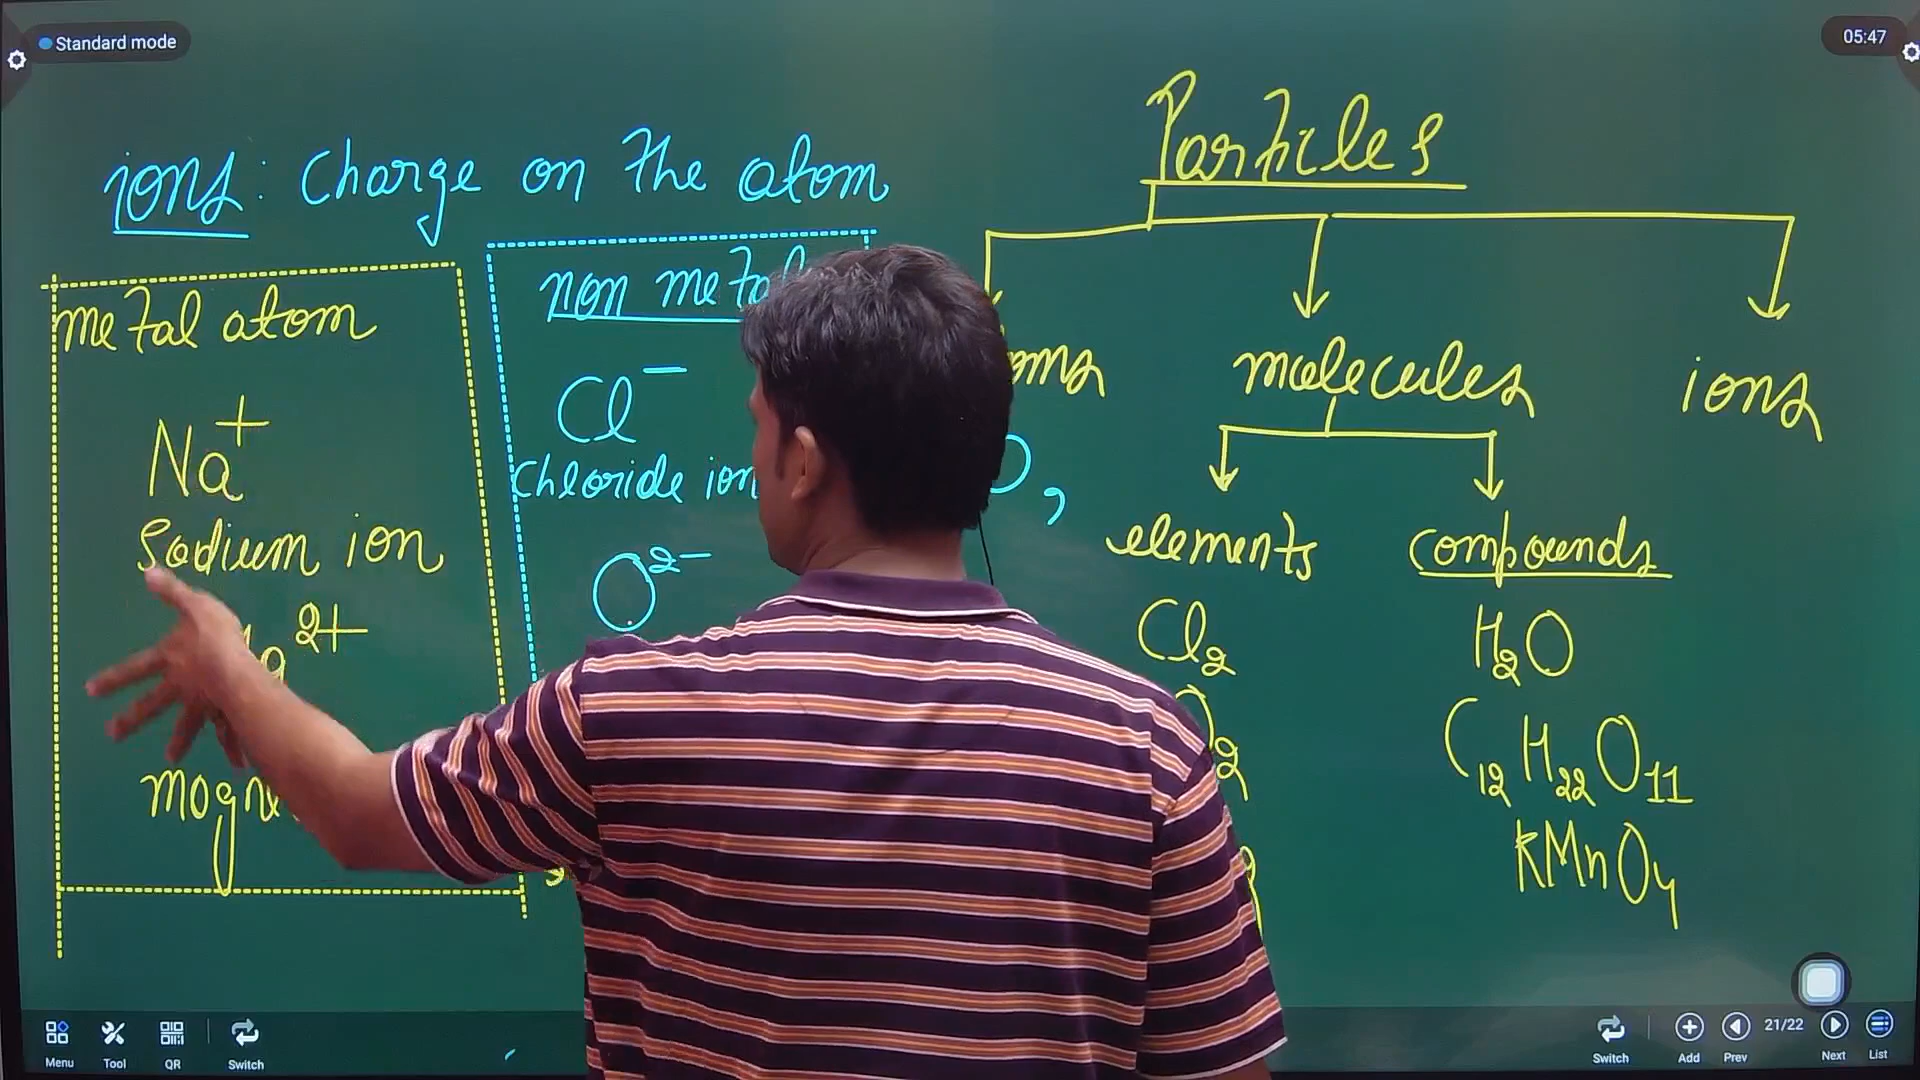 Standard mode
05:47
ions: Charge on the atom
metal atom
Na+
Sodium ion
2+
non metal
Cl−
Chloride ion
O2−
Particles
molecules
ions
elements
compounds
Cl2
H2O
C12H22O11
KMnO4
Menu
Tool
QR
Switch
Switch
Add
Prev
21/22
Next
List